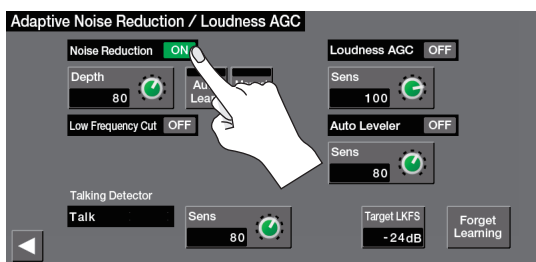 Adaptive Noise Reduction / Loudness AGC
Noise Reduction ON
Loudness AGC OFF
Depth
80
Sens
100
Low Frequency Cut OFF
Auto Leveler OFF
Sens
80
Talking Detector
Talk
Sens
80
Target LKFS
-24dB
Forget
Learning